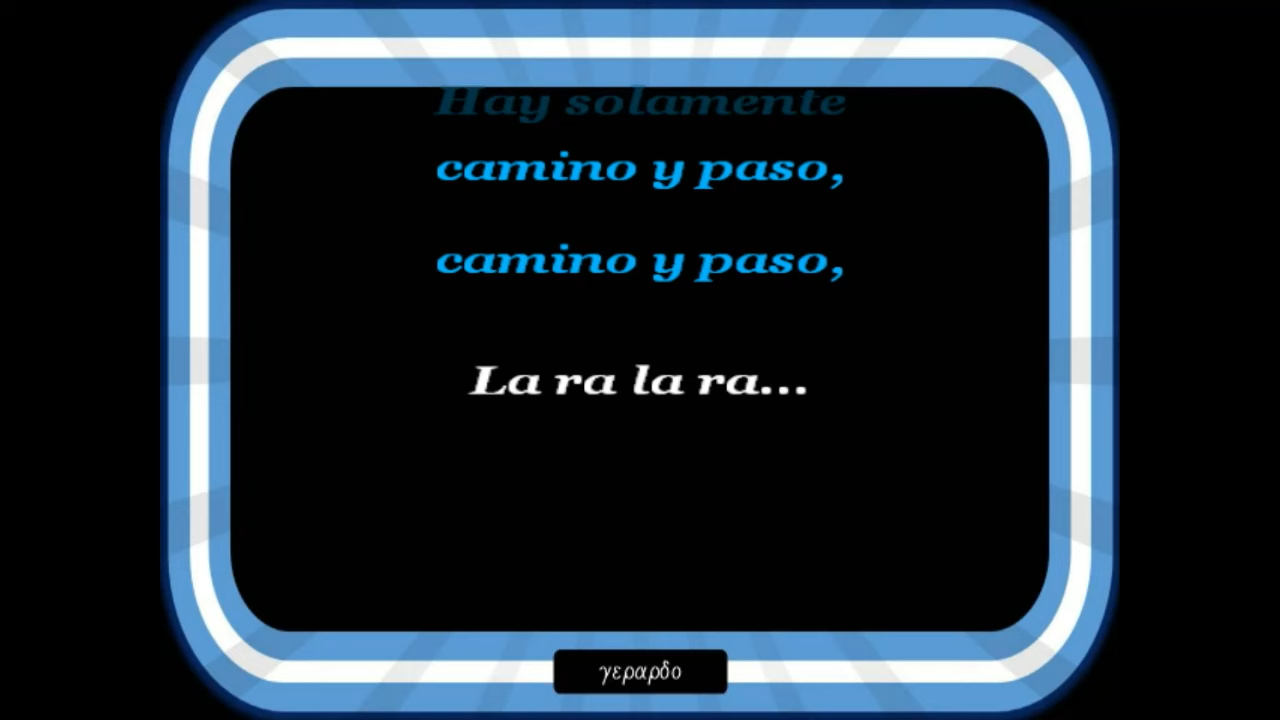 Hay solamente
camino y paso,
camino y paso,
La ra la ra...
γεραρδο